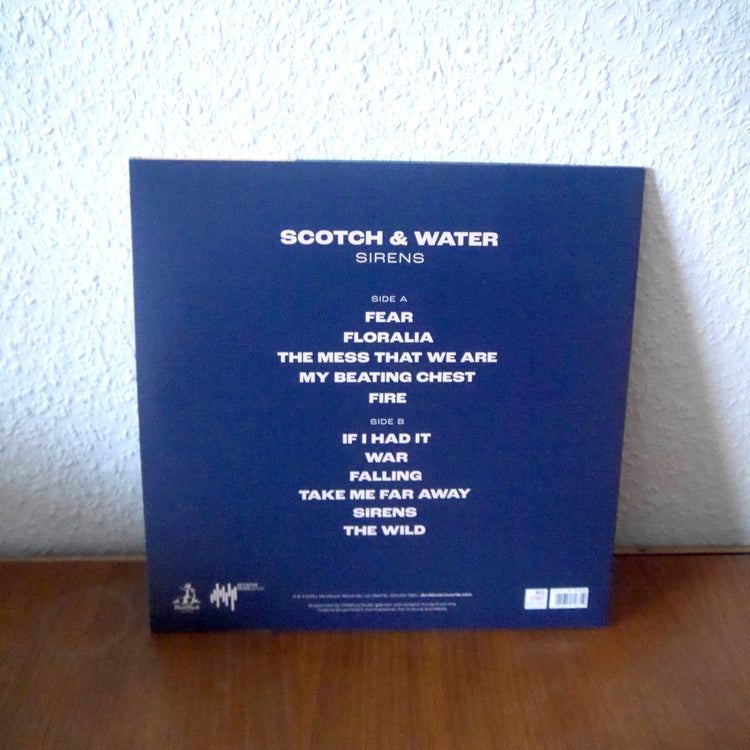 SCOTCH & WATER
SIRENS
SIDE A
FEAR
FLORALIA
THE MESS THAT WE ARE
MY BEATING CHEST
FIRE
SIDE B
IF I HAD IT
WAR
FALLING
TAKE ME FAR AWAY
SIRENS
THE WILD